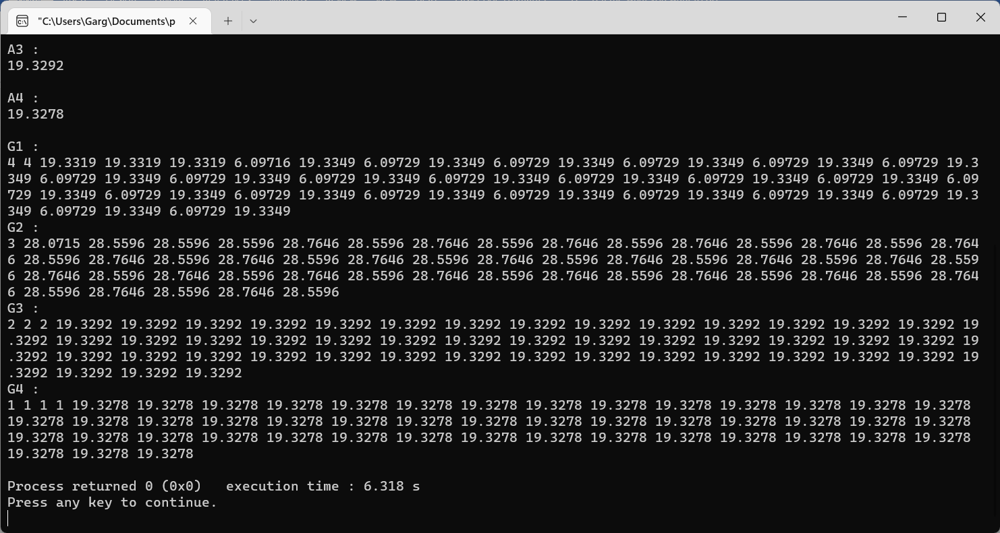 "C:\Users\Garg\Documents\p
A3 :
19.3292
A4 :
19.3278
G1 :
4 4 19.3319 19.3319 19.3319 6.09716 19.3349 6.09729 19.3349 6.09729 19.3349 6.09729 19.3349 6.09729 19.3349 6.09729 19.3
349 6.09729 19.3349 6.09729 19.3349 6.09729 19.3349 6.09729 19.3349 6.09729 19.3349 6.09729 19.3349 6.09729 19.3349 6.09
729 19.3349 6.09729 19.3349 6.09729 19.3349 6.09729 19.3349 6.09729 19.3349 6.09729 19.3349 6.09729 19.3349 6.09729 19.3
349 6.09729 19.3349 6.09729 19.3349
G2 :
3 28.0715 28.5596 28.5596 28.5596 28.7646 28.5596 28.7646 28.5596 28.7646 28.5596 28.7646 28.5596 28.7646 28.5596 28.764
6 28.5596 28.7646 28.5596 28.7646 28.5596 28.7646 28.5596 28.7646 28.5596 28.7646 28.5596 28.7646 28.5596 28.7646 28.559
6 28.7646 28.5596 28.7646 28.5596 28.7646 28.5596 28.7646 28.5596 28.7646 28.5596 28.7646 28.5596 28.7646 28.5596 28.764
6 28.5596 28.7646 28.5596 28.7646 28.5596
G3 :
2 2 2 19.3292 19.3292 19.3292 19.3292 19.3292 19.3292 19.3292 19.3292 19.3292 19.3292 19.3292 19.3292 19.3292 19.3292 19
.3292 19.3292 19.3292 19.3292 19.3292 19.3292 19.3292 19.3292 19.3292 19.3292 19.3292 19.3292 19.3292 19.3292 19.3292 19
.3292 19.3292 19.3292 19.3292 19.3292 19.3292 19.3292 19.3292 19.3292 19.3292 19.3292 19.3292 19.3292 19.3292 19.3292 19
.3292 19.3292 19.3292 19.3292
G4 :
1 1 1 1 19.3278 19.3278 19.3278 19.3278 19.3278 19.3278 19.3278 19.3278 19.3278 19.3278 19.3278 19.3278 19.3278 19.3278
19.3278 19.3278 19.3278 19.3278 19.3278 19.3278 19.3278 19.3278 19.3278 19.3278 19.3278 19.3278 19.3278 19.3278 19.3278
19.3278 19.3278 19.3278 19.3278 19.3278 19.3278 19.3278 19.3278 19.3278 19.3278 19.3278 19.3278 19.3278 19.3278 19.3278
19.3278 19.3278 19.3278
Process returned 0 (0x0)   execution time : 6.318 s
Press any key to continue.